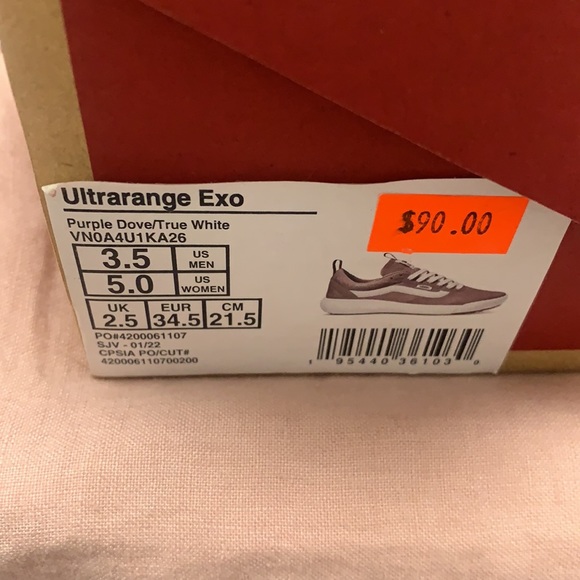 Ultrarange Exo
Purple Dove/True White
VN0A4U1KA26
$90.00
3.5 US MEN
5.0 US WOMEN
UK EUR CM
2.5 34.5 21.5
PO#4200061107
SJV - 01/22
CPSIA PO/CUT#
420006110700200
1 95440 36103 0